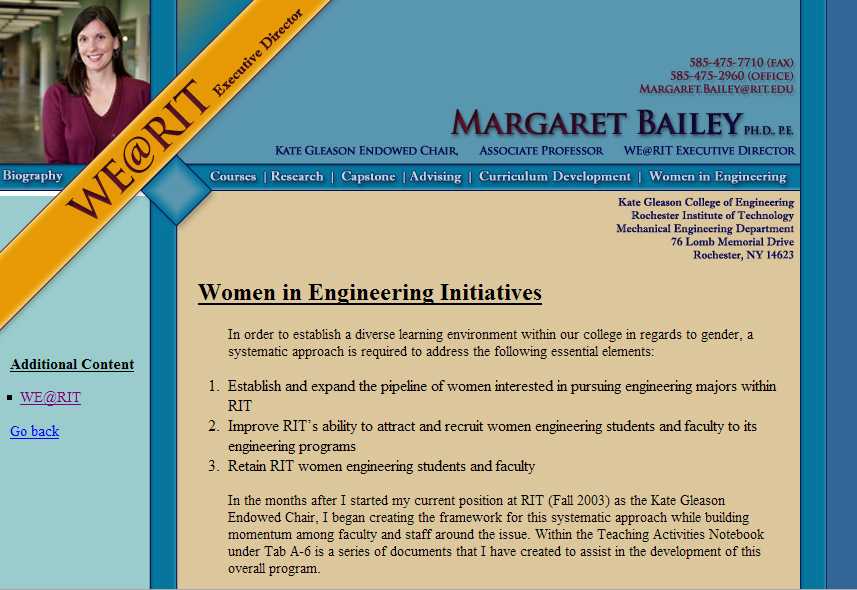 WE@RIT Executive Director
585-475-7710 (FAX)
585-475-2960 (OFFICE)
MARGARET.BAILEY@RIT.EDU
MARGARET BAILEY PH.D., P.E.
KATE GLEASON ENDOWED CHAIR, ASSOCIATE PROFESSOR WE@RIT EXECUTIVE DIRECTOR
Biography
Courses | Research | Capstone | Advising | Curriculum Development | Women in Engineering
Kate Gleason College of Engineering
Rochester Institute of Technology
Mechanical Engineering Department
76 Lomb Memorial Drive
Rochester, NY 14623
Additional Content
WE@RIT
Go back
Women in Engineering Initiatives
In order to establish a diverse learning environment within our college in regards to gender, a
systematic approach is required to address the following essential elements:
1. Establish and expand the pipeline of women interested in pursuing engineering majors within
RIT
2. Improve RIT's ability to attract and recruit women engineering students and faculty to its
engineering programs
3. Retain RIT women engineering students and faculty
In the months after I started my current position at RIT (Fall 2003) as the Kate Gleason
Endowed Chair, I began creating the framework for this systematic approach while building
momentum among faculty and staff around the issue. Within the Teaching Activities Notebook
under Tab A-6 is a series of documents that I have created to assist in the development of this
overall program.